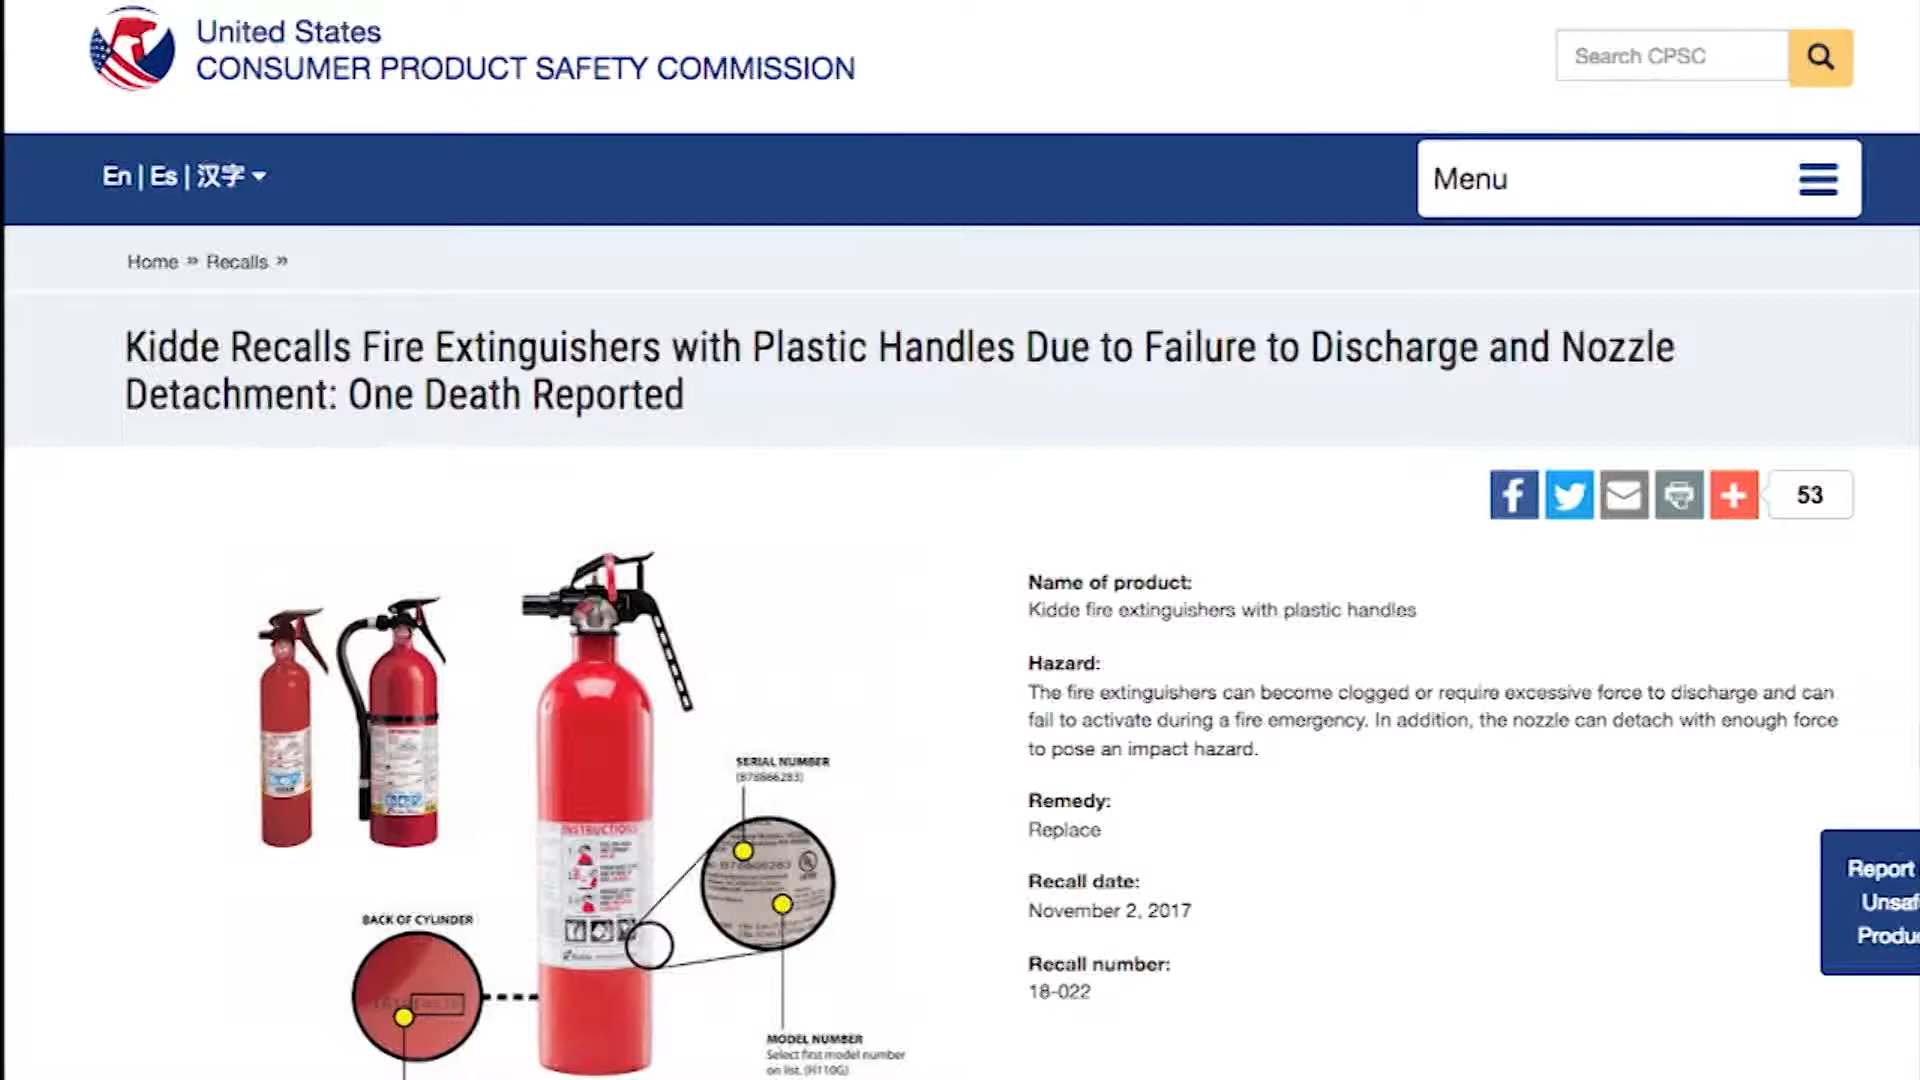 United States
CONSUMER PRODUCT SAFETY COMMISSION
Search CPSC
En | Es | 汉字
Menu
Home » Recalls »
Kidde Recalls Fire Extinguishers with Plastic Handles Due to Failure to Discharge and Nozzle
Detachment: One Death Reported
53
Name of product:
Kidde fire extinguishers with plastic handles
Hazard:
The fire extinguishers can become clogged or require excessive force to discharge and can
fail to activate during a fire emergency. In addition, the nozzle can detach with enough force
to pose an impact hazard.
Remedy:
Replace
Recall date:
November 2, 2017
Recall number:
18-022
Report
Unsaf
Produ
SERIAL NUMBER
(B78866283)
INSTRUCTIONS
BACK OF CYLINDER
MODEL NUMBER
Select first model number
on list. (H110G)